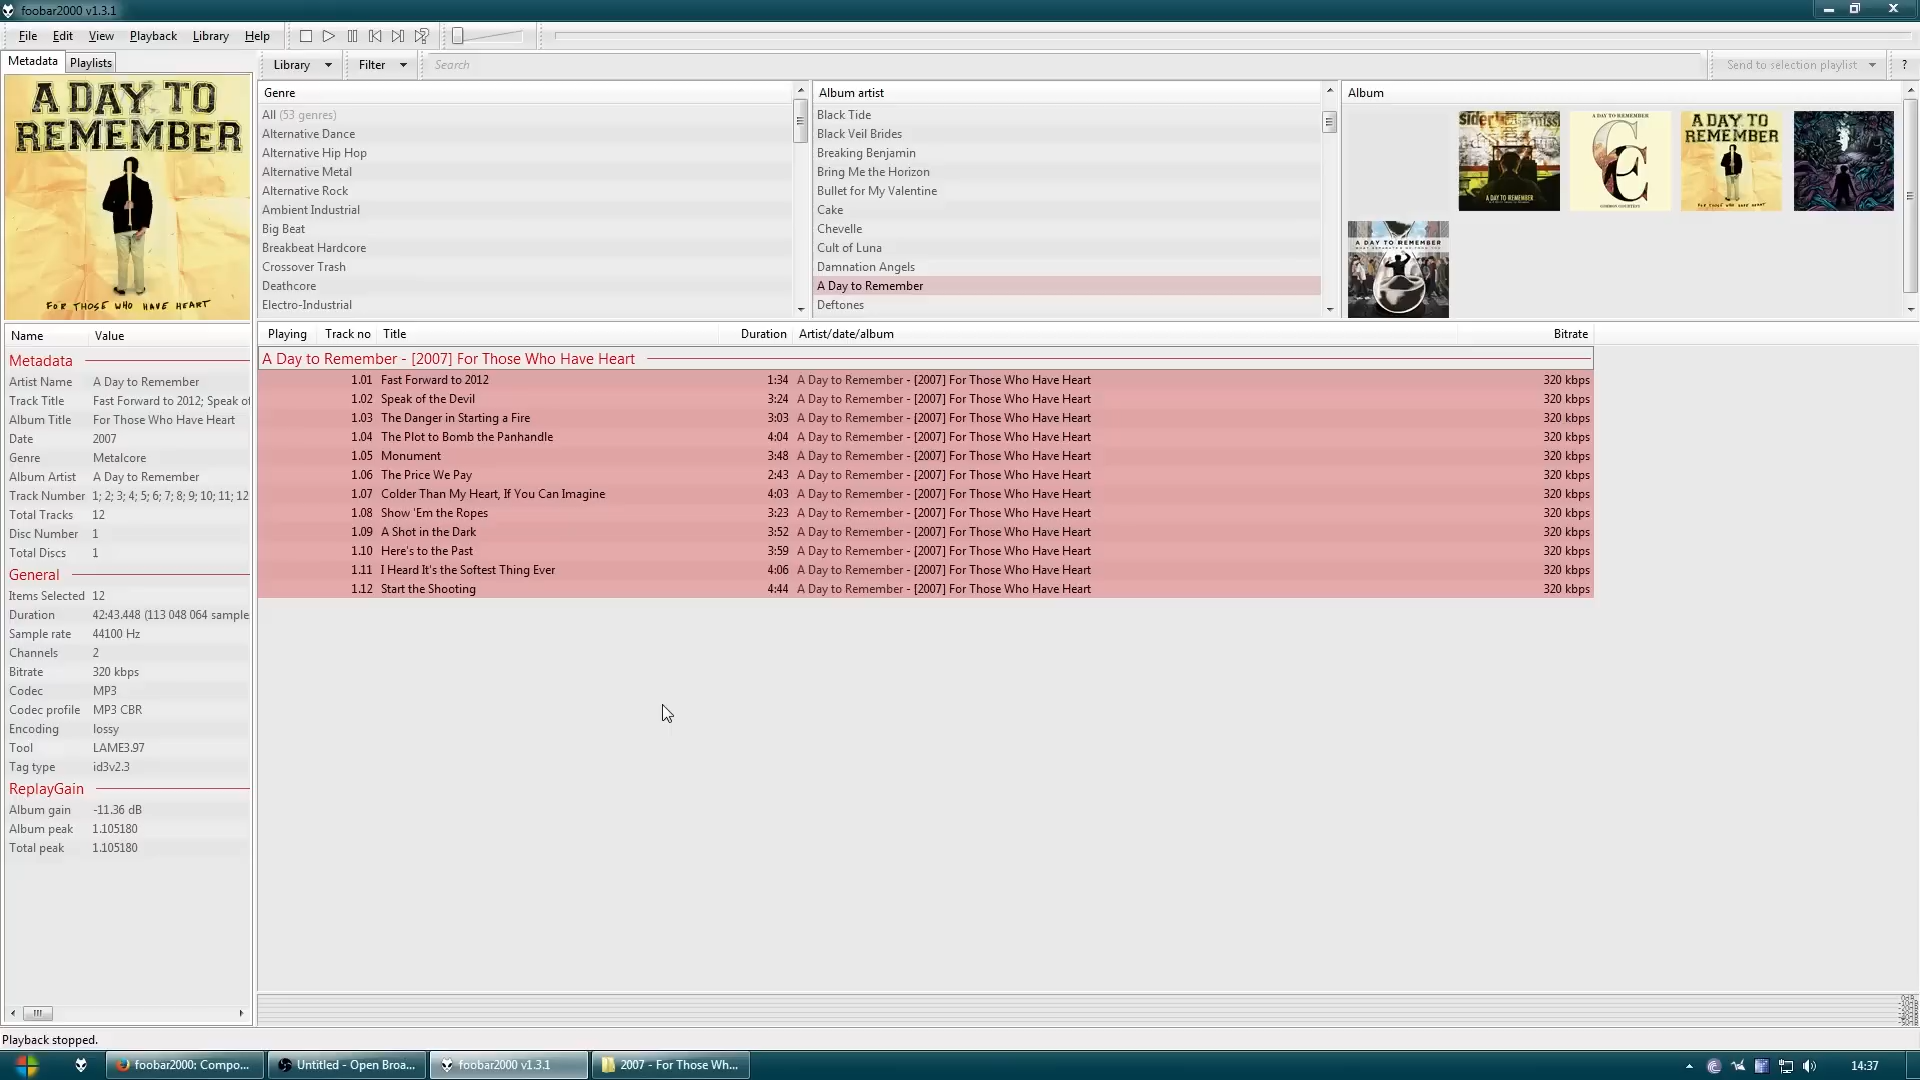 foobar2000 v1.3.1
File Edit View Playback Library Help
Metadata Playlists
Library Filter Search Send to selection playlist ?
A DAY TO
REMEMBER
FOR THOSE WHO HAVE HEART
Genre
All (53 genres)
Alternative Dance
Alternative Hip Hop
Alternative Metal
Alternative Rock
Ambient Industrial
Big Beat
Breakbeat Hardcore
Crossover Trash
Deathcore
Electro-Industrial
Album artist
Black Tide
Black Veil Brides
Breaking Benjamin
Bring Me the Horizon
Bullet for My Valentine
Cake
Chevelle
Cult of Luna
Damnation Angels
A Day to Remember
Deftones
Album
A DAY TO REMEMBER
A DAY TO REMEMBER
COMMON COURTESY
A DAY TO
REMEMBER
FOR THOSE WHO HAVE HEART
A DAY TO REMEMBER
Name Value
Metadata
Artist Name A Day to Remember
Track Title Fast Forward to 2012; Speak of
Album Title For Those Who Have Heart
Date 2007
Genre Metalcore
Album Artist A Day to Remember
Track Number 1; 2; 3; 4; 5; 6; 7; 8; 9; 10; 11; 12
Total Tracks 12
Disc Number 1
Total Discs 1
General
Items Selected 12
Duration 42:43.448 (113 048 064 sample
Sample rate 44100 Hz
Channels 2
Bitrate 320 kbps
Codec MP3
Codec profile MP3 CBR
Encoding lossy
Tool LAME3.97
Tag type id3v2.3
ReplayGain
Album gain -11.36 dB
Album peak 1.105180
Total peak 1.105180
Playing Track no Title Duration Artist/date/album Bitrate
A Day to Remember - [2007] For Those Who Have Heart
1.01 Fast Forward to 2012 1:34 A Day to Remember - [2007] For Those Who Have Heart 320 kbps
1.02 Speak of the Devil 3:24 A Day to Remember - [2007] For Those Who Have Heart 320 kbps
1.03 The Danger in Starting a Fire 3:03 A Day to Remember - [2007] For Those Who Have Heart 320 kbps
1.04 The Plot to Bomb the Panhandle 4:04 A Day to Remember - [2007] For Those Who Have Heart 320 kbps
1.05 Monument 3:48 A Day to Remember - [2007] For Those Who Have Heart 320 kbps
1.06 The Price We Pay 2:43 A Day to Remember - [2007] For Those Who Have Heart 320 kbps
1.07 Colder Than My Heart, If You Can Imagine 4:03 A Day to Remember - [2007] For Those Who Have Heart 320 kbps
1.08 Show 'Em the Ropes 3:23 A Day to Remember - [2007] For Those Who Have Heart 320 kbps
1.09 A Shot in the Dark 3:52 A Day to Remember - [2007] For Those Who Have Heart 320 kbps
1.10 Here's to the Past 3:59 A Day to Remember - [2007] For Those Who Have Heart 320 kbps
1.11 I Heard It's the Softest Thing Ever 4:06 A Day to Remember - [2007] For Those Who Have Heart 320 kbps
1.12 Start the Shooting 4:44 A Day to Remember - [2007] For Those Who Have Heart 320 kbps
Playback stopped.
foobar2000: Compo... Untitled - Open Broa... foobar2000 v1.3.1 2007 - For Those Wh... 14:37